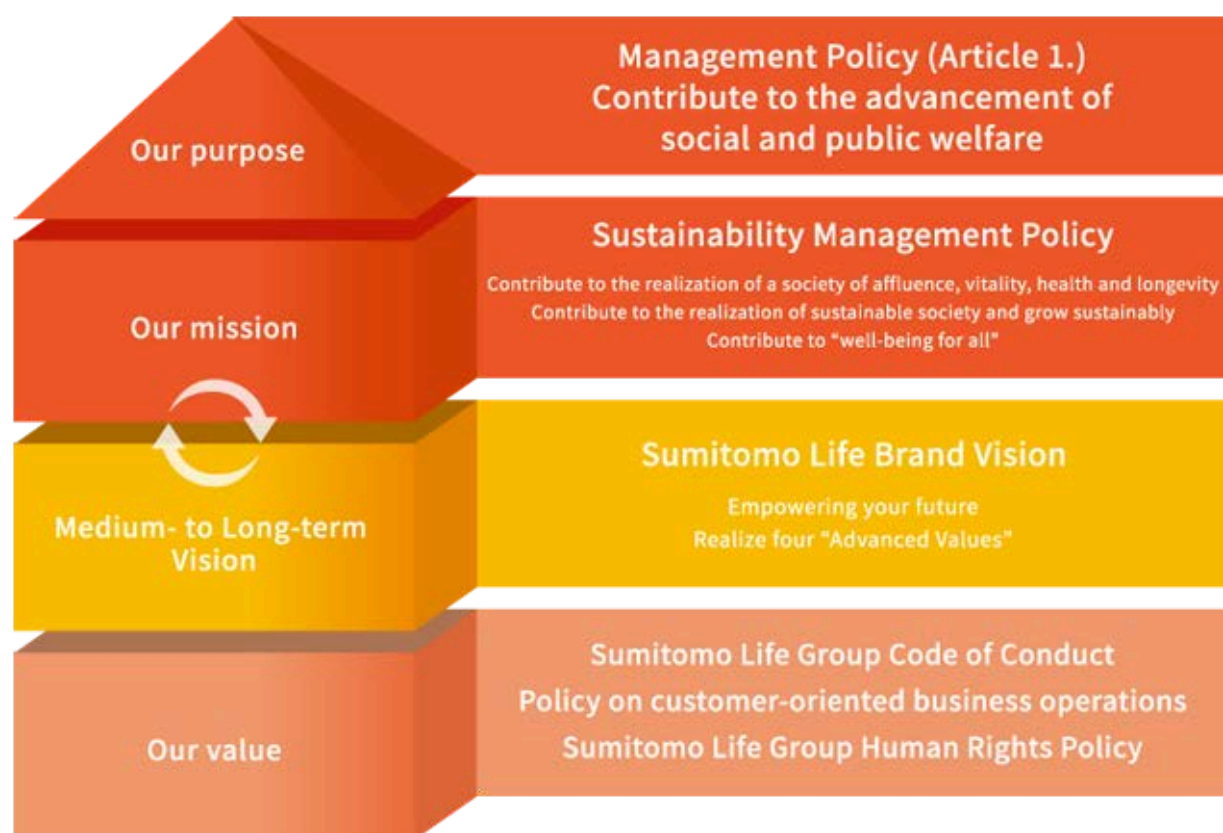 Our purpose
Management Policy (Article 1.)
Contribute to the advancement of
social and public welfare
Our mission
Sustainability Management Policy
Contribute to the realization of a society of affluence, vitality, health and longevity
Contribute to the realization of sustainable society and grow sustainably
Contribute to “well-being for all”
Medium- to Long-term
Vision
Sumitomo Life Brand Vision
Empowering your future
Realize four “Advanced Values”
Our value
Sumitomo Life Group Code of Conduct
Policy on customer-oriented business operations
Sumitomo Life Group Human Rights Policy